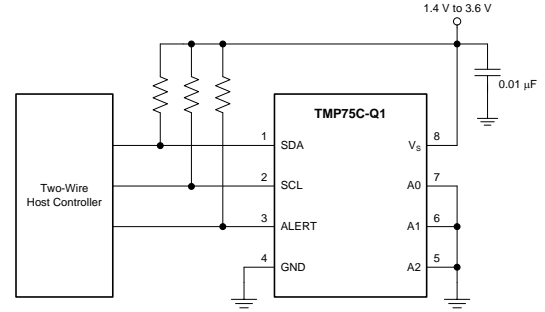 1.4 V to 3.6 V
0.01 μF
TMP75C-Q1
1 SDA
VS 8
Two-Wire
Host Controller
2 SCL
A0 7
3 ALERT
A1 6
4 GND
A2 5